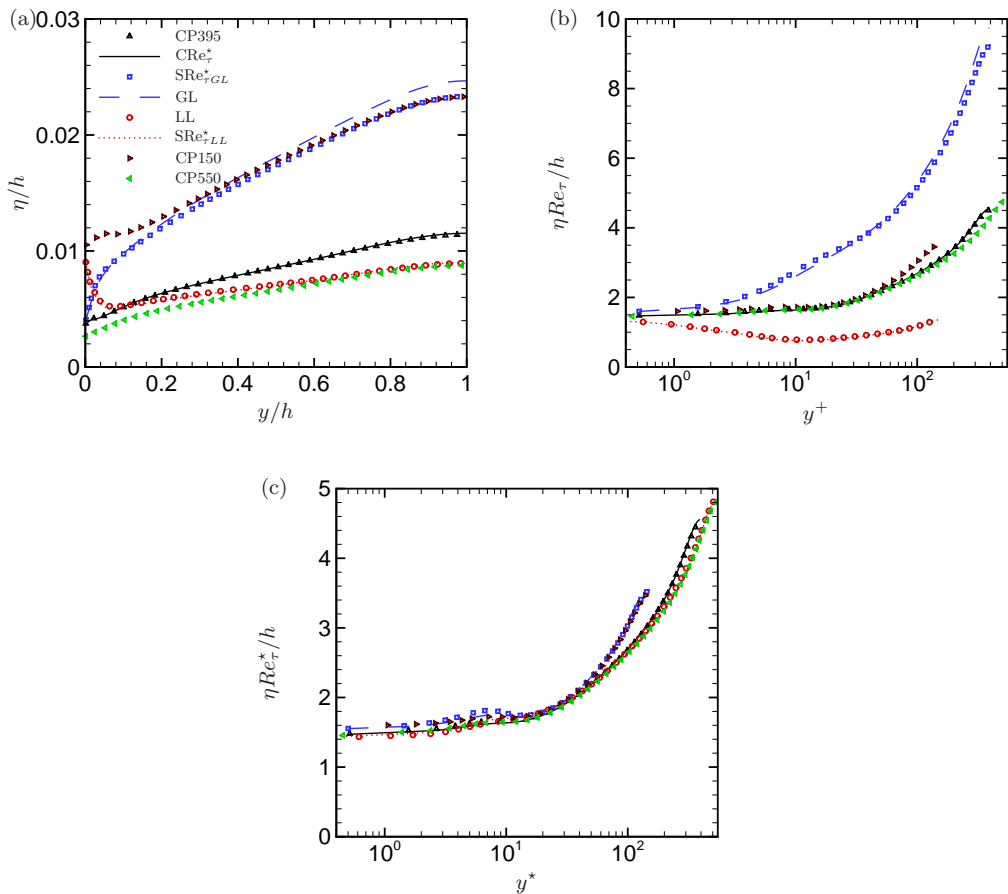 (a)
0.03
0.02
0.01
0
η/h
0 0.2 0.4 0.6 0.8 1
y/h
CP395
CRe⋆τ
SRe⋆τGL
GL
LL
SRe⋆τLL
CP150
CP550
(b)
10
8
6
4
2
0
ηReτ/h
10⁰ 10¹ 10²
y⁺
(c)
5
4
3
2
1
0
ηRe⋆τ/h
10⁰ 10¹ 10²
y⋆